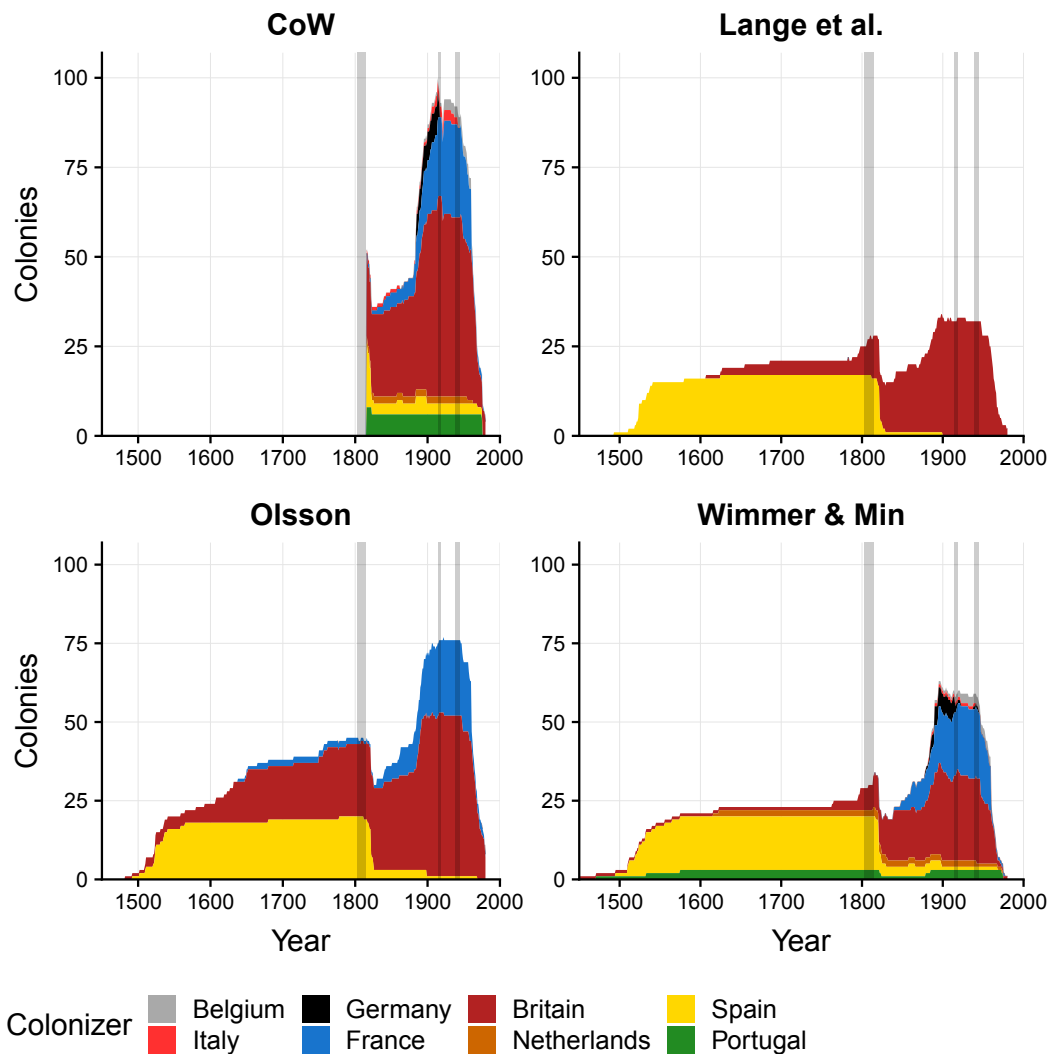 CoW
Lange et al.
Colonies
100
75
50
25
0
1500 1600 1700 1800 1900 2000
100
75
50
25
0
1500 1600 1700 1800 1900 2000
Olsson
Wimmer & Min
Colonies
100
75
50
25
0
1500 1600 1700 1800 1900 2000
100
75
50
25
0
1500 1600 1700 1800 1900 2000
Year
Year
Colonizer
Belgium Germany Britain Spain
Italy France Netherlands Portugal